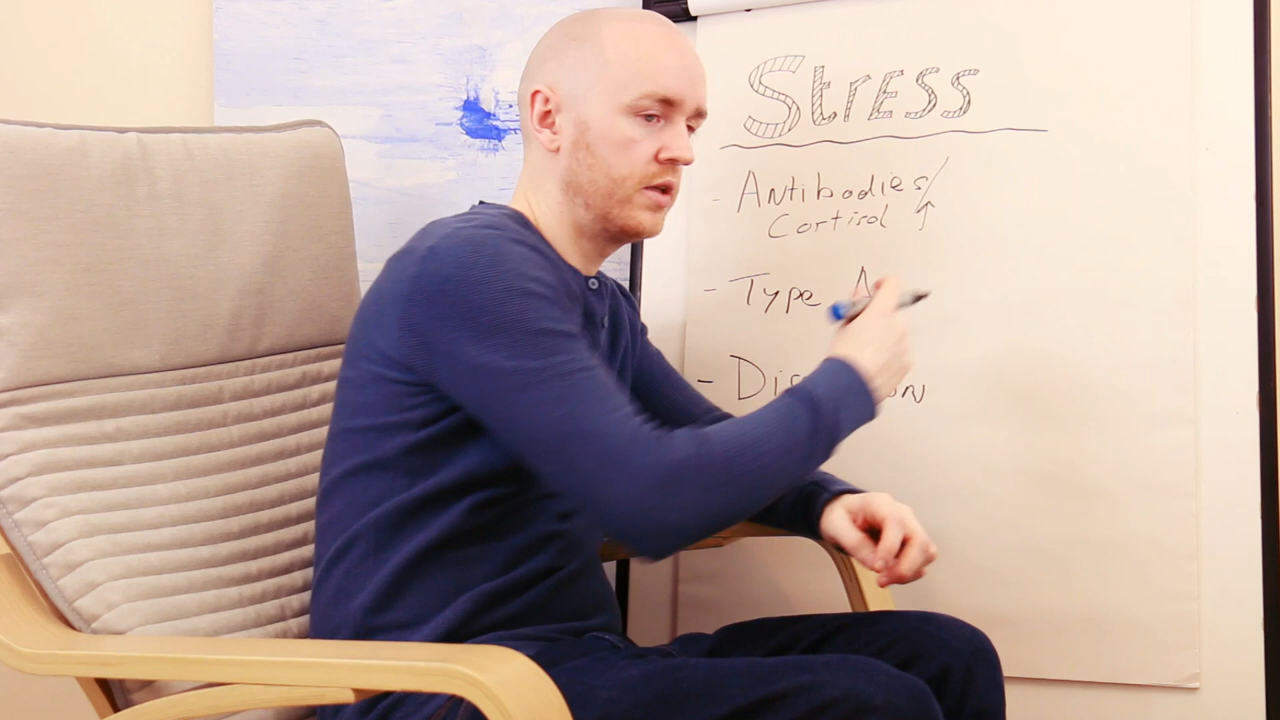 Stress
- Antibodies/
Cortisol ↑
- Type A
-